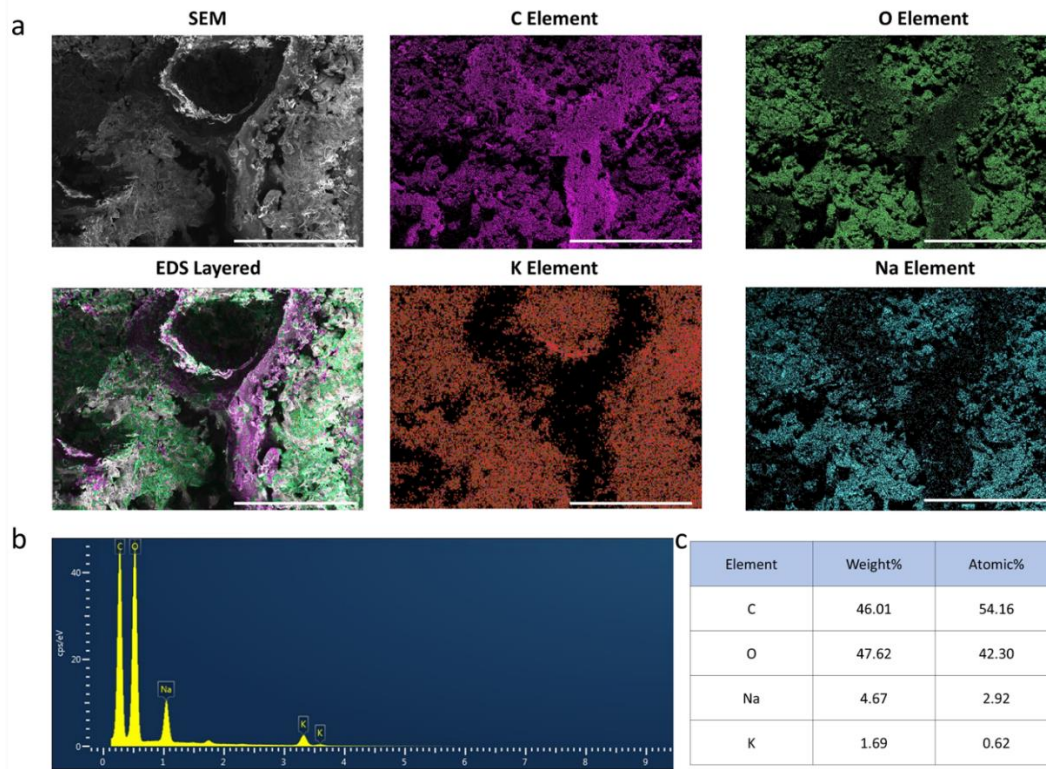 a
SEM
C Element
O Element
EDS Layered
K Element
Na Element
b
C O
Na
K
K
cps/eV
40
20
0
0 1 2 3 4 5 6 7 8 9
c
Element Weight% Atomic%
C 46.01 54.16
O 47.62 42.30
Na 4.67 2.92
K 1.69 0.62